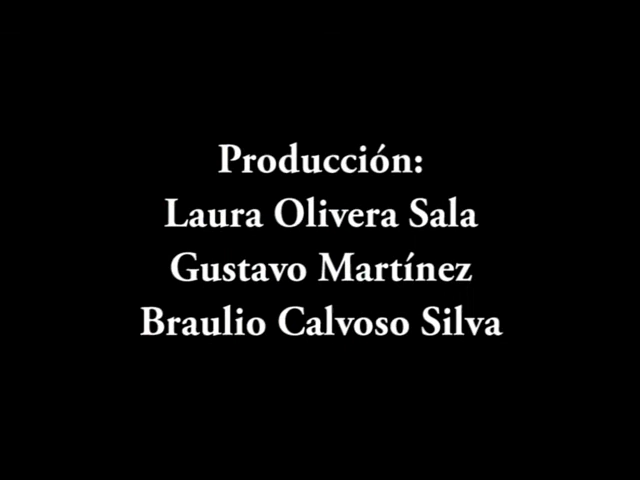 Producción:
Laura Olivera Sala
Gustavo Martínez
Braulio Calvoso Silva